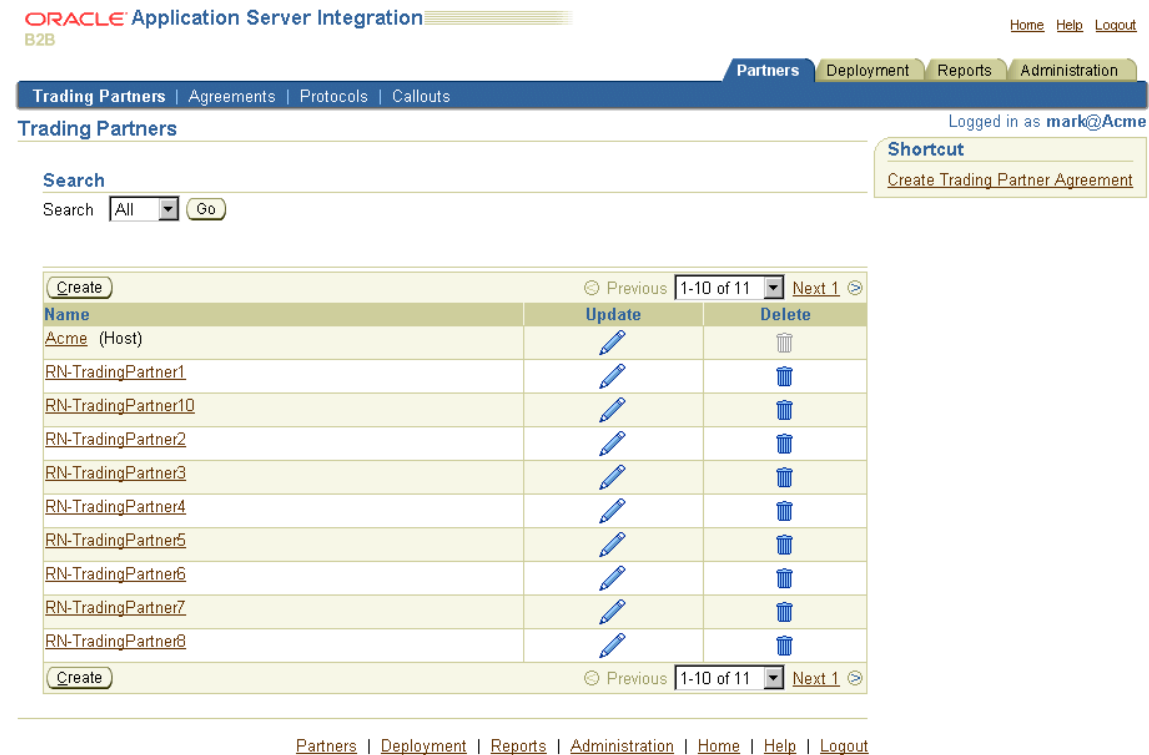 ORACLE Application Server Integration
B2B
Home Help Logout
Partners Deployment Reports Administration
Trading Partners | Agreements | Protocols | Callouts
Trading Partners
Logged in as mark@Acme
Shortcut
Create Trading Partner Agreement
Search
Search All Go
Create Previous 1-10 of 11 Next 1
Name Update Delete
Acme (Host)
RN-TradingPartner1
RN-TradingPartner10
RN-TradingPartner2
RN-TradingPartner3
RN-TradingPartner4
RN-TradingPartner5
RN-TradingPartner6
RN-TradingPartner7
RN-TradingPartner8
Create Previous 1-10 of 11 Next 1
Partners | Deployment | Reports | Administration | Home | Help | Logout